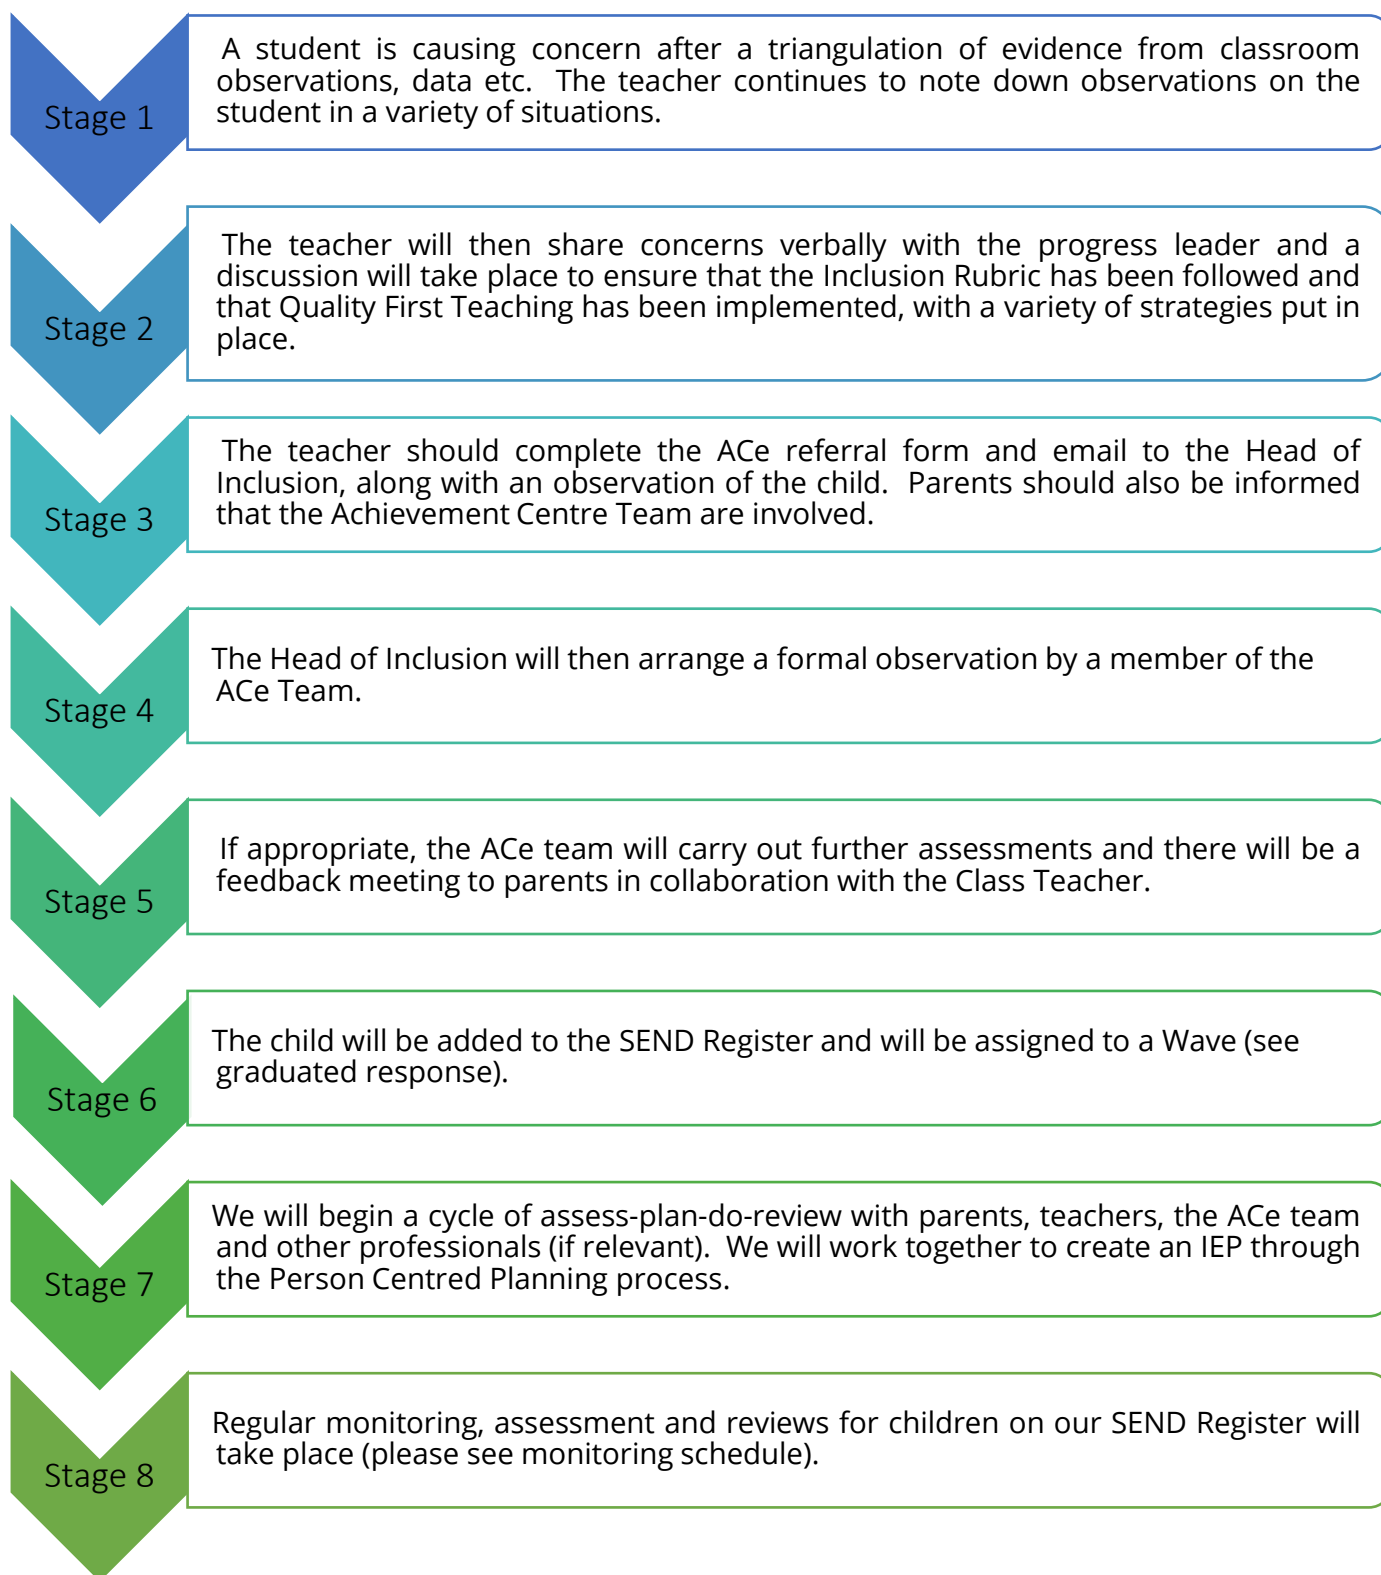 Stage 1
A student is causing concern after a triangulation of evidence from classroom
observations, data etc. The teacher continues to note down observations on the
student in a variety of situations.
Stage 2
The teacher will then share concerns verbally with the progress leader and a
discussion will take place to ensure that the Inclusion Rubric has been followed and
that Quality First Teaching has been implemented, with a variety of strategies put in
place.
Stage 3
The teacher should complete the ACe referral form and email to the Head of
Inclusion, along with an observation of the child. Parents should also be informed
that the Achievement Centre Team are involved.
Stage 4
The Head of Inclusion will then arrange a formal observation by a member of the
ACe Team.
Stage 5
If appropriate, the ACe team will carry out further assessments and there will be a
feedback meeting to parents in collaboration with the Class Teacher.
Stage 6
The child will be added to the SEND Register and will be assigned to a Wave (see
graduated response).
Stage 7
We will begin a cycle of assess-plan-do-review with parents, teachers, the ACe team
and other professionals (if relevant). We will work together to create an IEP through
the Person Centred Planning process.
Stage 8
Regular monitoring, assessment and reviews for children on our SEND Register will
take place (please see monitoring schedule).